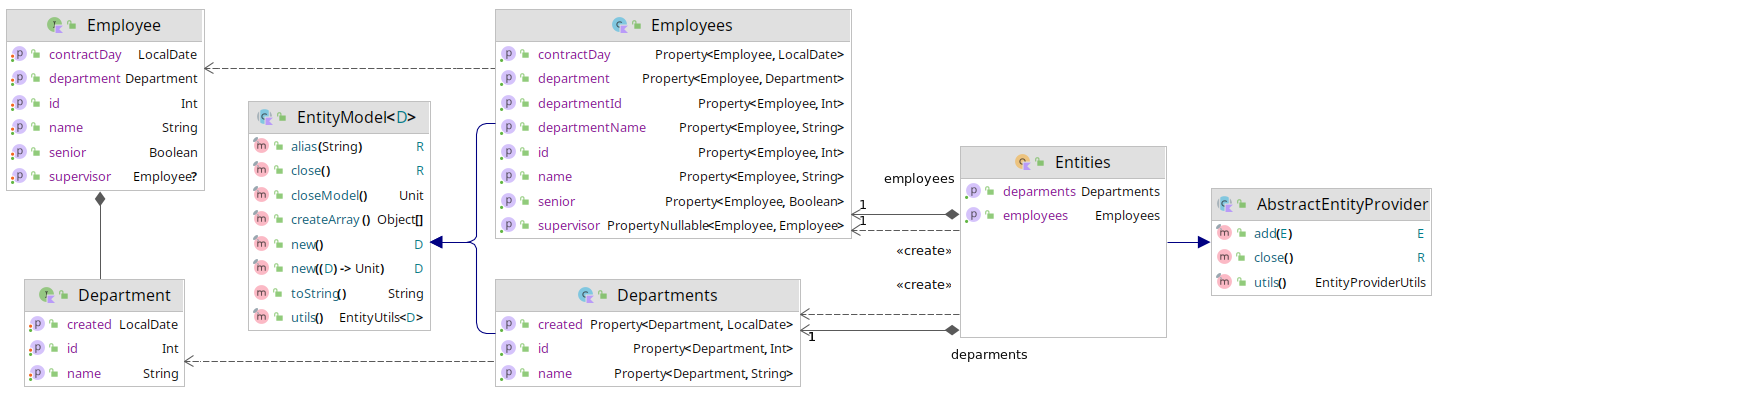 Employee
contractDay LocalDate
department Department
id Int
name String
senior Boolean
supervisor Employee?
Department
created LocalDate
id Int
name String
EntityModel<D>
alias(String) R
close() R
closeModel() Unit
createArray() Object[]
new() D
new((D) -> Unit) D
toString() String
utils() EntityUtils<D>
Employees
contractDay Property<Employee, LocalDate>
department Property<Employee, Department>
departmentId Property<Employee, Int>
departmentName Property<Employee, String>
id Property<Employee, Int>
name Property<Employee, String>
senior Property<Employee, Boolean>
supervisor PropertyNullable<Employee, Employee>
Departments
created Property<Department, LocalDate>
id Property<Department, Int>
name Property<Department, String>
employees
1
1
«create»
«create»
1
deparments
Entities
deparments Departments
employees Employees
AbstractEntityProvider
add(E) E
close() R
utils() EntityProviderUtils